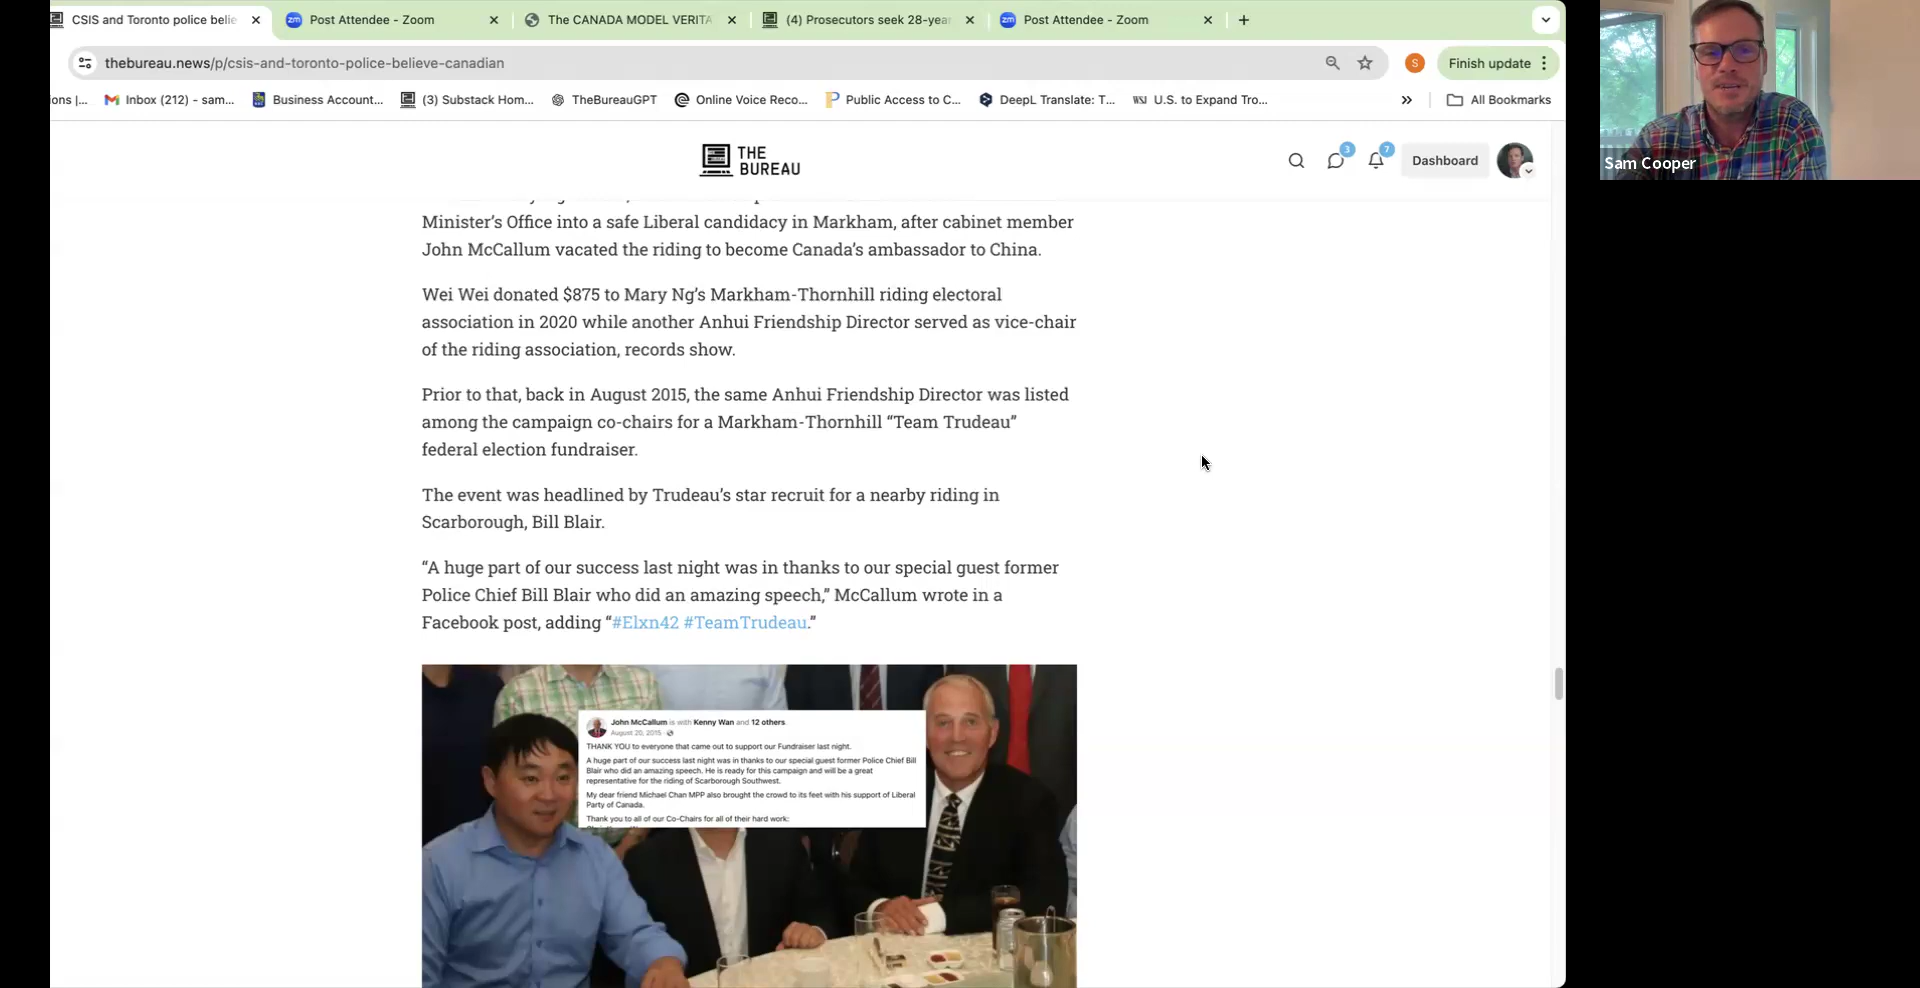 CSIS and Toronto police belie
Post Attendee - Zoom
The CANADA MODEL VERITA
(4) Prosecutors seek 28-year
Post Attendee - Zoom
thebureau.news/p/csis-and-toronto-police-believe-canadian
S
Finish update
ions |...
Inbox (212) - sam...
Business Account...
(3) Substack Hom...
TheBureauGPT
Online Voice Reco...
Public Access to C...
DeepL Translate: T...
WSJ
U.S. to Expand Tro...
All Bookmarks
Sam Cooper
THE
BUREAU
3
7
Dashboard
Minister’s Office into a safe Liberal candidacy in Markham, after cabinet member
John McCallum vacated the riding to become Canada’s ambassador to China.
Wei Wei donated $875 to Mary Ng’s Markham-Thornhill riding electoral
association in 2020 while another Anhui Friendship Director served as vice-chair
of the riding association, records show.
Prior to that, back in August 2015, the same Anhui Friendship Director was listed
among the campaign co-chairs for a Markham-Thornhill “Team Trudeau”
federal election fundraiser.
The event was headlined by Trudeau’s star recruit for a nearby riding in
Scarborough, Bill Blair.
“A huge part of our success last night was in thanks to our special guest former
Police Chief Bill Blair who did an amazing speech,” McCallum wrote in a
Facebook post, adding “#Elxn42 #TeamTrudeau.”
John McCallum is with Kenny Wan and 12 others.
August 20, 2015
THANK YOU to everyone that came out to support our Fundraiser last night.
A huge part of our success last night was in thanks to our special guest former Police Chief Bill
Blair who did an amazing speech. He is ready for this campaign and will be a great
representative for the riding of Scarborough Southwest.
My dear friend Michael Chan MPP also brought the crowd to its feet with his support of Liberal
Party of Canada.
Thank you to all of our Co-Chairs for all of their hard work: